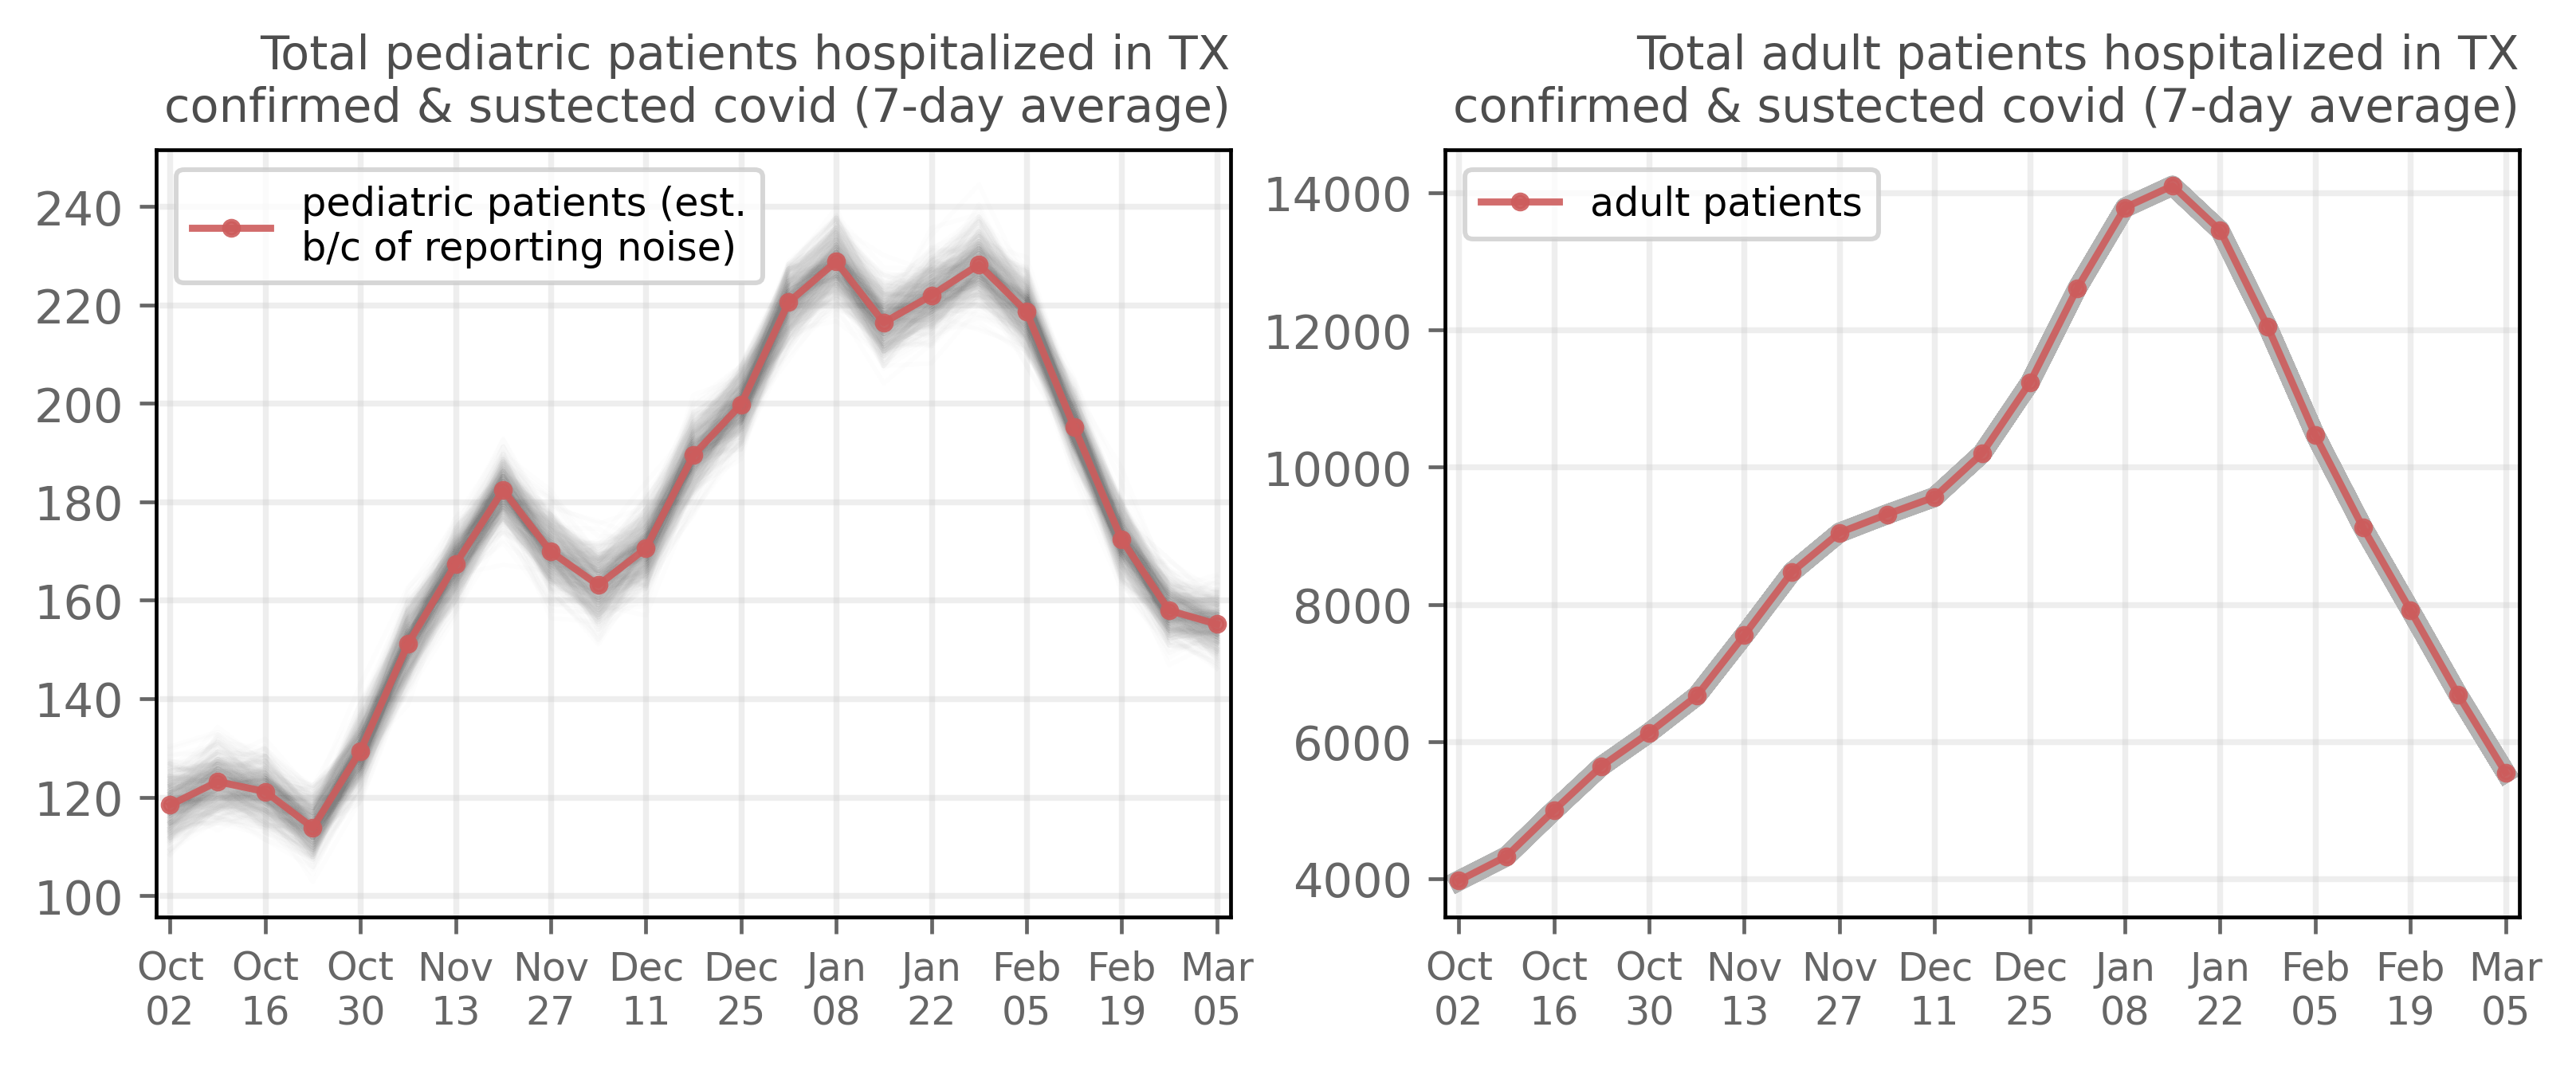 Total pediatric patients hospitalized in TX
confirmed & sustected covid (7-day average)
pediatric patients (est.
b/c of reporting noise)
240
220
200
180
160
140
120
100
Oct Oct Oct Nov Nov Dec Dec Jan Jan Feb Feb Mar
02 16 30 13 27 11 25 08 22 05 19 05
Total adult patients hospitalized in TX
confirmed & sustected covid (7-day average)
adult patients
14000
12000
10000
8000
6000
4000
Oct Oct Oct Nov Nov Dec Dec Jan Jan Feb Feb Mar
02 16 30 13 27 11 25 08 22 05 19 05